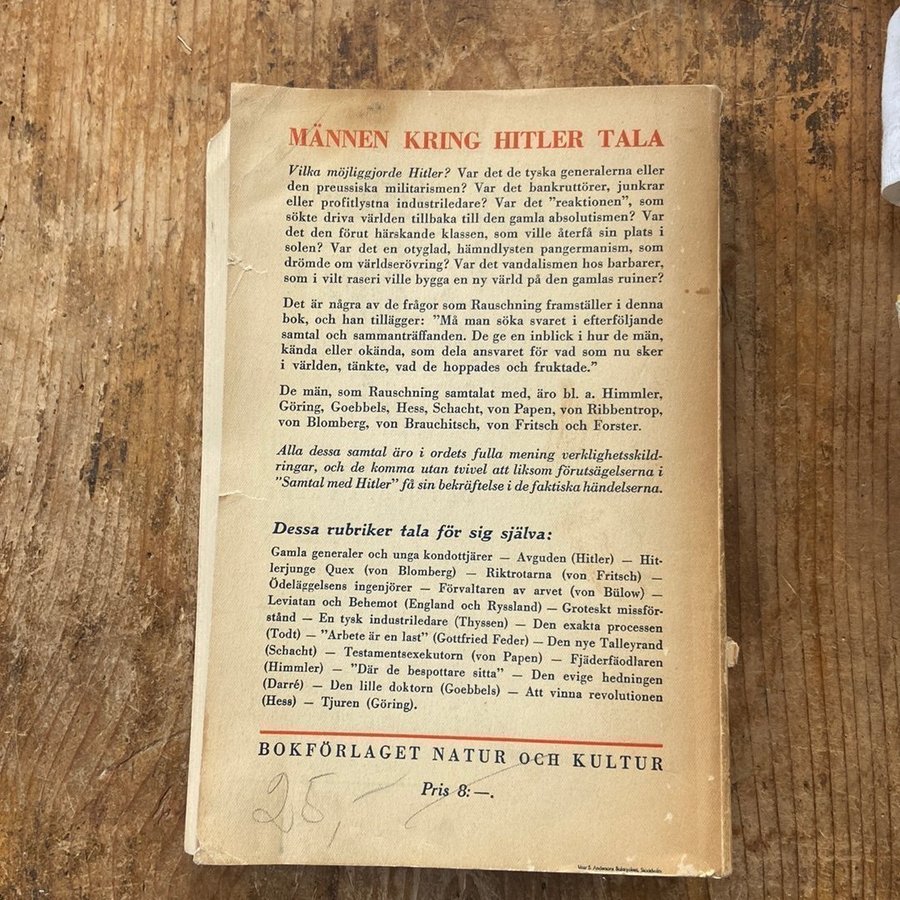 MÄNNEN KRING HITLER TALA
Vilka möjliggjorde Hitler? Var det de tyska generalerna eller
den preussiska militarismen? Var det bankruttörer, junkrar
eller profitlystna industriledare? Var det "reaktionen", som
sökte driva världen tillbaka till den gamla absolutismen? Var
det den förut härskande klassen, som ville återfå sin plats i
solen? Var det en otyglad, hämndlysten pangermanism, som
drömde om världserövring? Var det vandalismen hos barbarer,
som i vilt raseri ville bygga en ny värld på den gamlas ruiner?
Det är några av de frågor som Rauschning framställer i denna
bok, och han tillägger: "Må man söka svaret i efterföljande
samtal och sammanträffanden. De ge en inblick i hur de män,
kända eller okända, som dela ansvaret för vad som nu sker
i världen, tänkte, vad de hoppades och fruktade."
De män, som Rauschning samtalat med, äro bl. a. Himmler,
Göring, Goebbels, Hess, Schacht, von Papen, von Ribbentrop,
von Blomberg, von Brauchitsch, von Fritsch och Forster.
Alla dessa samtal äro i ordets fulla mening verklighetsskild-
ringar, och de komma utan tvivel att liksom förutsägelserna i
"Samtal med Hitler" få sin bekräftelse i de faktiska händelserna.
Dessa rubriker tala för sig själva:
Gamla generaler och unga kondottjärer — Avguden (Hitler) — Hit-
lerjunge Quex (von Blomberg) — Riktrotarna (von Fritsch) —
Ödeläggelsens ingenjörer — Förvaltaren av arvet (von Bülow) —
Leviatan och Behemot (England och Ryssland) — Groteskt missför-
stånd — En tysk industriledare (Thyssen) — Den exakta processen
(Todt) — "Arbete är en last" (Gottfried Feder) — Den nye Talleyrand
(Schacht) — Testamentsexekutorn (von Papen) — Fjäderfäodlaren
(Himmler) — "Där de bespottare sitta" — Den evige hedningen
(Darré) — Den lille doktorn (Goebbels) — Att vinna revolutionen
(Hess) — Tjuren (Göring).
BOKFÖRLAGET NATUR OCH KULTUR
Pris 8:—.
25,—